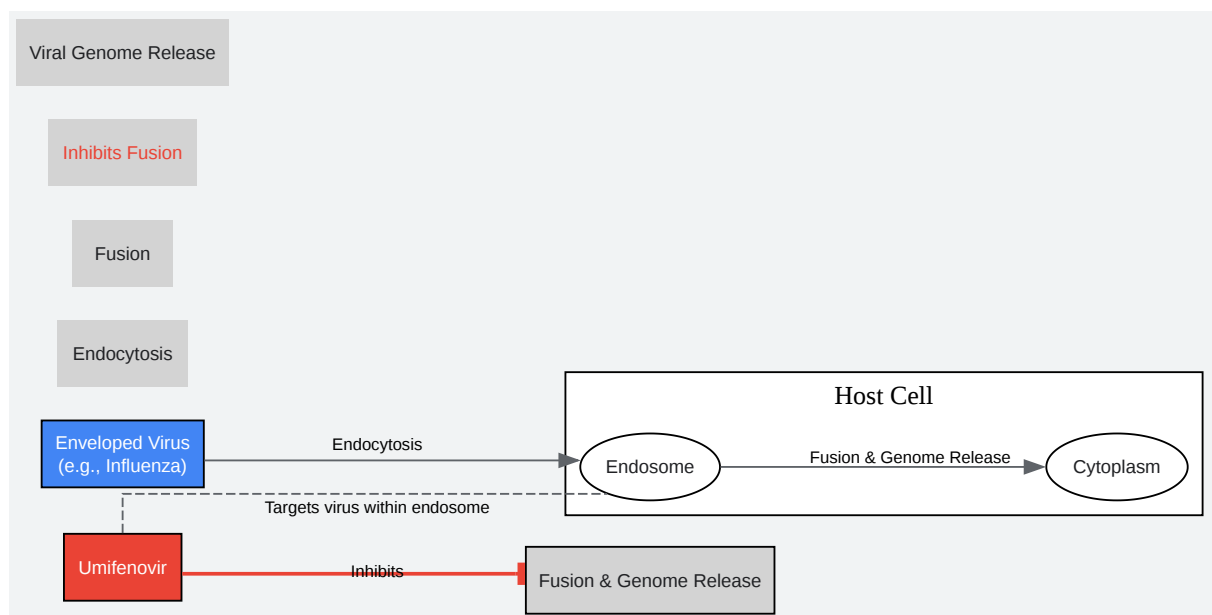 Viral Genome Release
Inhibits Fusion
Fusion
Endocytosis
Host Cell
Enveloped Virus
(e.g., Influenza)
Endocytosis
Endosome
Fusion & Genome Release
Cytoplasm
Targets virus within endosome
Umifenovir
Inhibits
Fusion & Genome Release